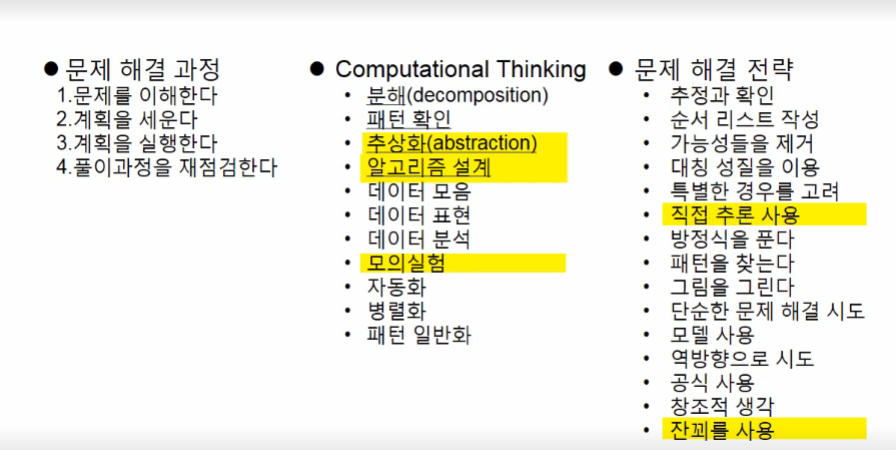 ● 문제 해결 과정
1.문제를 이해한다
2.계획을 세운다
3.계획을 실행한다
4.풀이과정을 재점검한다
● Computational Thinking
• 분해(decomposition)
• 패턴 확인
• 추상화(abstraction)
• 알고리즘 설계
• 데이터 모음
• 데이터 표현
• 데이터 분석
• 모의실험
• 자동화
• 병렬화
• 패턴 일반화
● 문제 해결 전략
• 추정과 확인
• 순서 리스트 작성
• 가능성들을 제거
• 대칭 성질을 이용
• 특별한 경우를 고려
• 직접 추론 사용
• 방정식을 푼다
• 패턴을 찾는다
• 그림을 그린다
• 단순한 문제 해결 시도
• 모델 사용
• 역방향으로 시도
• 공식 사용
• 창조적 생각
• 잔꾀를 사용